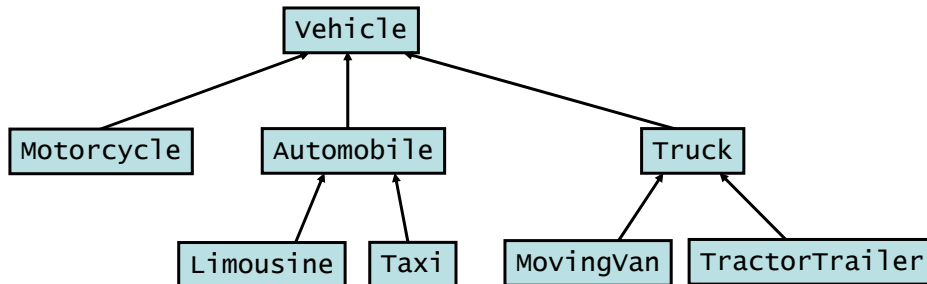 Vehicle
Motorcycle
Automobile
Truck
Limousine
Taxi
MovingVan
TractorTrailer